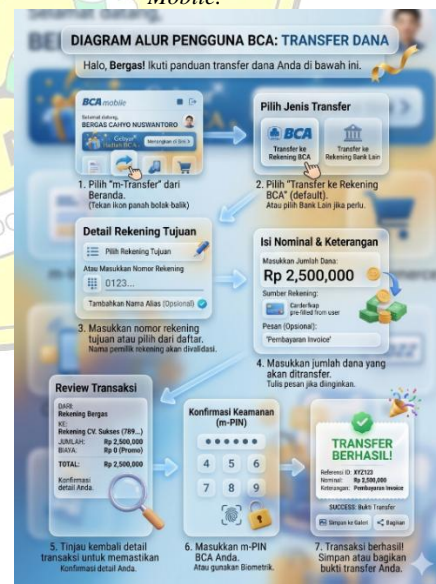 Mobile.
DIAGRAM ALUR PENGGUNA BCA: TRANSFER DANA
Halo, Bergas! Ikuti panduan transfer dana Anda di bawah ini.
BCA mobile
Selamat datang,
BERGAS CAHYO NUSWANTORO
Gebyar
Hadiah BCA
1. Pilih "m-Transfer" dari
Beranda.
(Tekan ikon panah bolak balik)
Pilih Jenis Transfer
BCA
Transfer ke
Rekening BCA
Transfer ke
Rekening Bank Lain
2. Pilih "Transfer ke Rekening
BCA" (default).
Atau pilih Bank Lain jika perlu.
Detail Rekening Tujuan
Pilih Rekening Tujuan
Atau Masukkan Nomor Rekening
0123...
Tambahkan Nama Alias (Opsional)
3. Masukkan nomor rekening
tujuan atau pilih dari daftar.
Nama pemilik rekening akan divalidasi.
Isi Nominal & Keterangan
Masukkan Jumlah Dana:
Rp 2,500,000
Sumber Rekening:
pre-filled from user
Pesan (Opsional):
'Pembayaran Invoice'
4. Masukkan jumlah dana yang
akan ditransfer.
Tulis pesan jika diinginkan.
Review Transaksi
DARI:
Rekening Bergas
KE:
Rekening CV. Sukses (789...)
JUMLAH: Rp 2,500,000
BIAYA: Rp 0 (Promo)
TOTAL: Rp 2,500,000
Konfirmasi
detail Anda.
5. Tinjau kembali detail
transaksi untuk memastikan
Konfirmasi detail Anda.
Konfirmasi Keamanan
(m-PIN)
4 5 6
7 8 9
6. Masukkan m-PIN
BCA Anda.
Atau gunakan Biometrik.
TRANSFER
BERHASIL!
Referensi ID: XYZ123
Nominal: Rp 2,500,000
Keterangan: Pembayaran Invoice
SUCCESS: Bukti Transfer
Simpan ke Galeri
Bagikan
7. Transaksi berhasil!
Simpan atau bagikan
bukti transfer Anda.